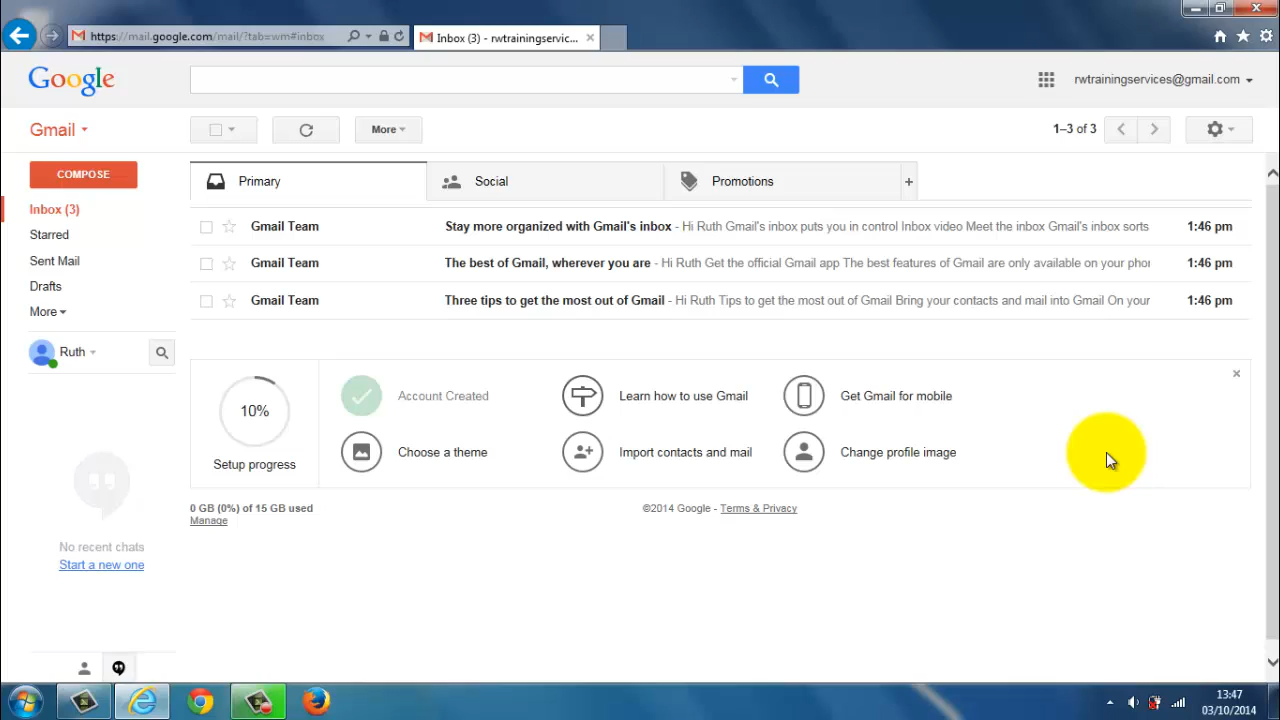 https://mail.google.com/mail/?tab=wm#inbox
Inbox (3) - rwtrainingservic...
Google
rwtrainingservices@gmail.com
Gmail
More
1–3 of 3
COMPOSE
Primary
Social
Promotions
+
Inbox (3)
Starred
Sent Mail
Drafts
More
Gmail Team Stay more organized with Gmail's inbox - Hi Ruth Gmail's inbox puts you in control Inbox video Meet the inbox Gmail's inbox sorts 1:46 pm
Gmail Team The best of Gmail, wherever you are - Hi Ruth Get the official Gmail app The best features of Gmail are only available on your 1:46 pm
Gmail Team Three tips to get the most out of Gmail - Hi Ruth Tips to get the most out of Gmail Bring your contacts and mail into Gmail On your 1:46 pm
Ruth
10%
Setup progress
Account Created
Learn how to use Gmail
Get Gmail for mobile
Choose a theme
Import contacts and mail
Change profile image
0 GB (0%) of 15 GB used
Manage
©2014 Google - Terms & Privacy
No recent chats
Start a new one
13:47
03/10/2014